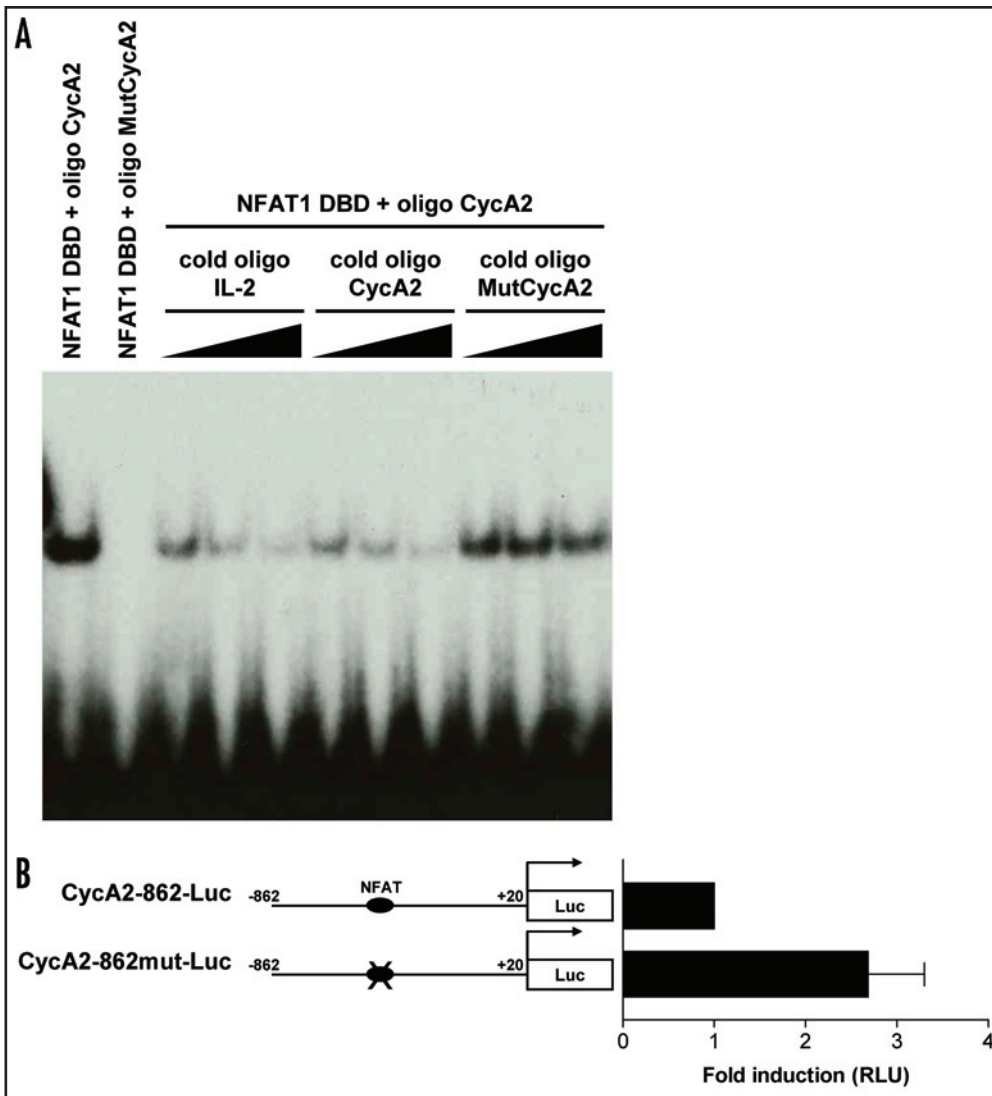 A
NFAT1 DBD + oligo CycA2
NFAT1 DBD + oligo MutCycA2
NFAT1 DBD + oligo CycA2
cold oligo
IL-2
cold oligo
CycA2
cold oligo
MutCycA2
B
CycA2-862-Luc
-862
NFAT
+20
Luc
CycA2-862mut-Luc
-862
+20
Luc
0 1 2 3 4
Fold induction (RLU)